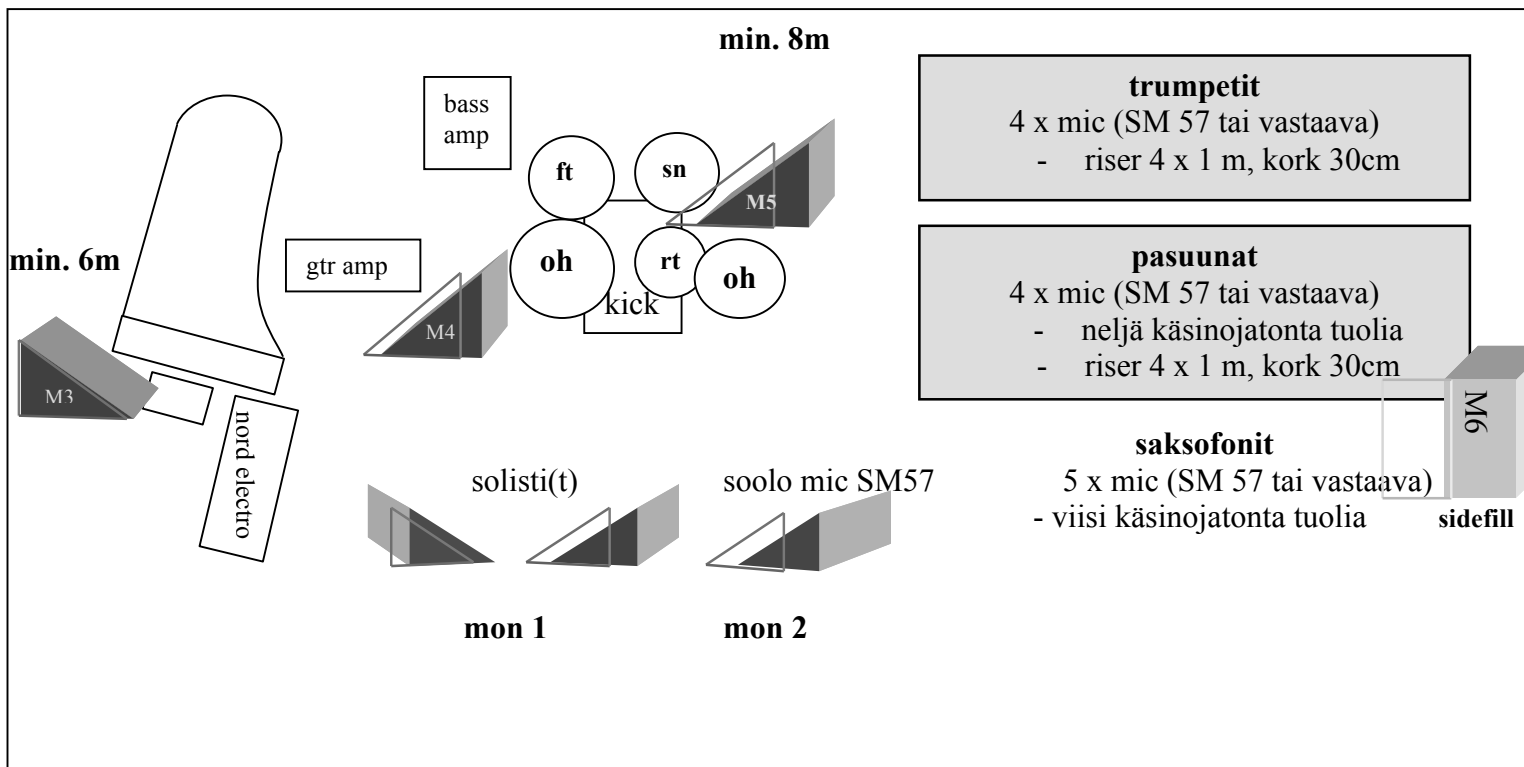 min. 8m
trumpetit
4 x mic (SM 57 tai vastaava)
- riser 4 x 1 m, kork 30cm
bass
amp
ft
sn
M5
min. 6m
gtr amp
oh
rt
oh
kick
M4
pasuunat
4 x mic (SM 57 tai vastaava)
- neljä käsinojatonta tuolia
- riser 4 x 1 m, kork 30cm
M3
nord electro
M6
saksofonit
5 x mic (SM 57 tai vastaava)
- viisi käsinojatonta tuolia
sidefill
solisti(t)
soolo mic SM57
mon 1
mon 2